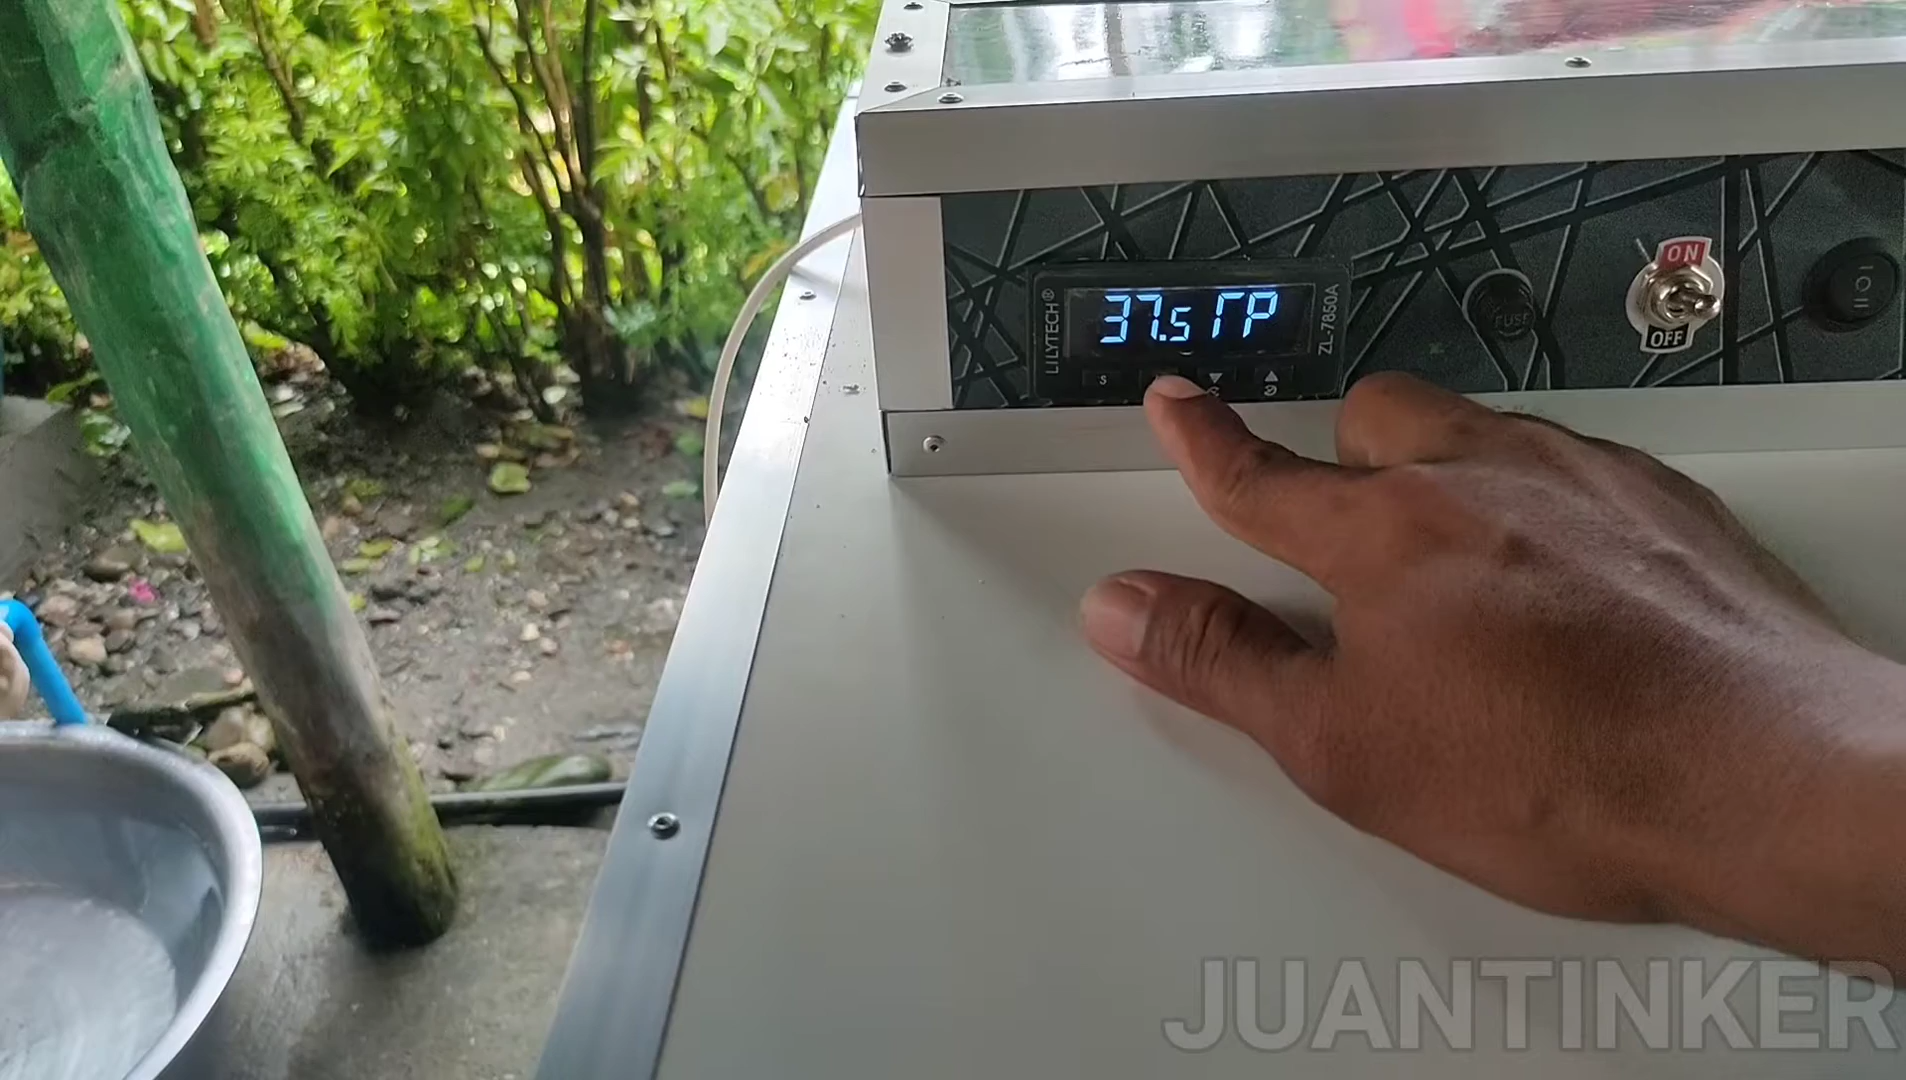 LILYTECH®
37.5 ГP
ZL-7850A
S
FUSE
ON
OFF
I O II
JUANTINKER